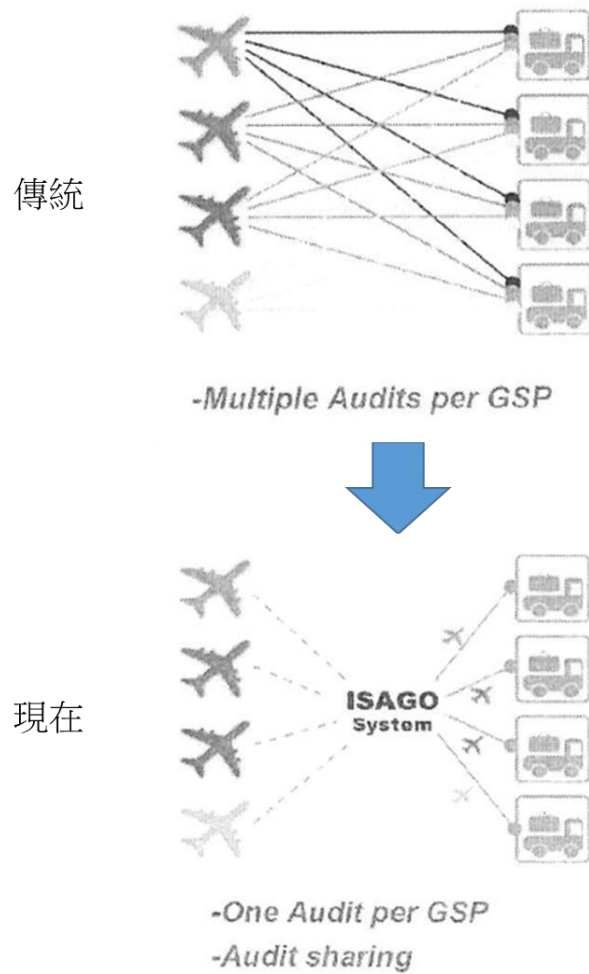 傳統
-Multiple Audits per GSP
現在
ISAGO
System
-One Audit per GSP
-Audit sharing